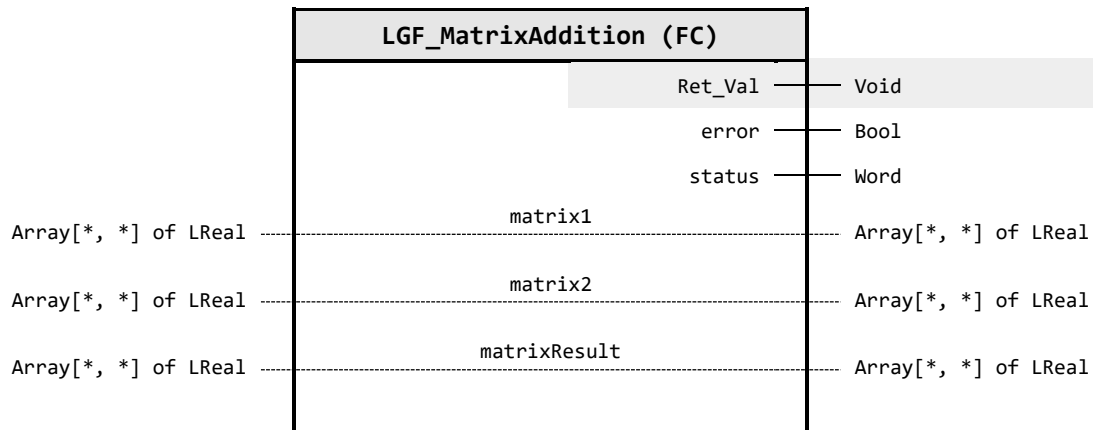 LGF_MatrixAddition (FC)
Ret_Val Void
error Bool
status Word
Array[*, *] of LReal matrix1 Array[*, *] of LReal
Array[*, *] of LReal matrix2 Array[*, *] of LReal
Array[*, *] of LReal matrixResult Array[*, *] of LReal